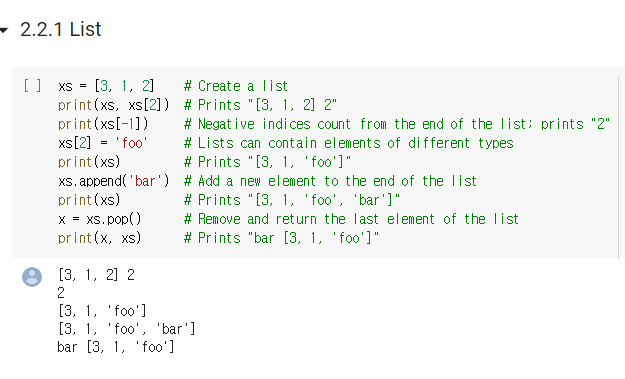 2.2.1 List
[ ] xs = [3, 1, 2]    # Create a list
print(xs, xs[2])  # Prints "[3, 1, 2] 2"
print(xs[-1])     # Negative indices count from the end of the list; prints "2"
xs[2] = 'foo'     # Lists can contain elements of different types
print(xs)         # Prints "[3, 1, 'foo']"
xs.append('bar')  # Add a new element to the end of the list
print(xs)         # Prints "[3, 1, 'foo', 'bar']"
x = xs.pop()      # Remove and return the last element of the list
print(x, xs)      # Prints "bar [3, 1, 'foo']"
[3, 1, 2] 2
2
[3, 1, 'foo']
[3, 1, 'foo', 'bar']
bar [3, 1, 'foo']